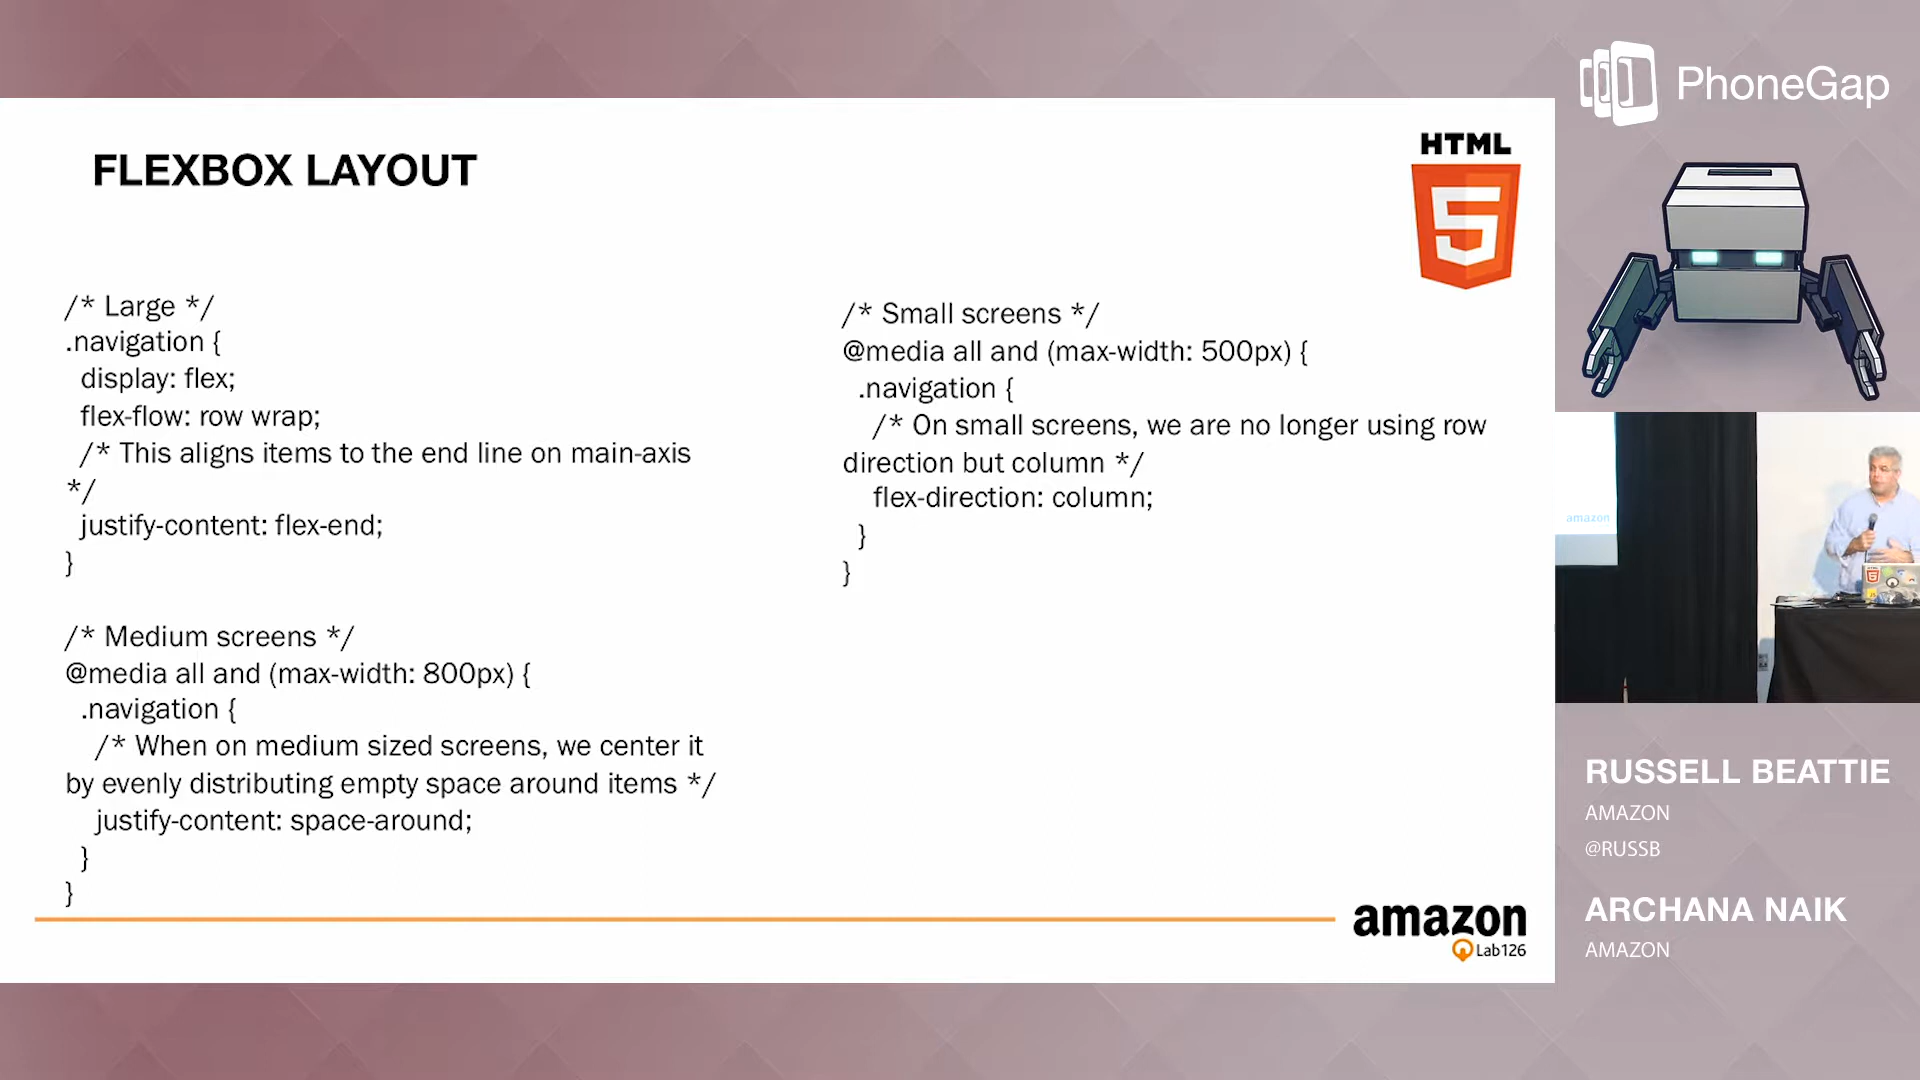 FLEXBOX LAYOUT
HTML
5
/* Large */
.navigation {
display: flex;
flex-flow: row wrap;
/* This aligns items to the end line on main-axis
*/
justify-content: flex-end;
}
/* Medium screens */
@media all and (max-width: 800px) {
.navigation {
/* When on medium sized screens, we center it
by evenly distributing empty space around items */
justify-content: space-around;
}
}
/* Small screens */
@media all and (max-width: 500px) {
.navigation {
/* On small screens, we are no longer using row
direction but column */
flex-direction: column;
}
}
amazon
Lab126
PhoneGap
amazon
HTML
5
RUSSELL BEATTIE
AMAZON
@RUSSB
ARCHANA NAIK
AMAZON